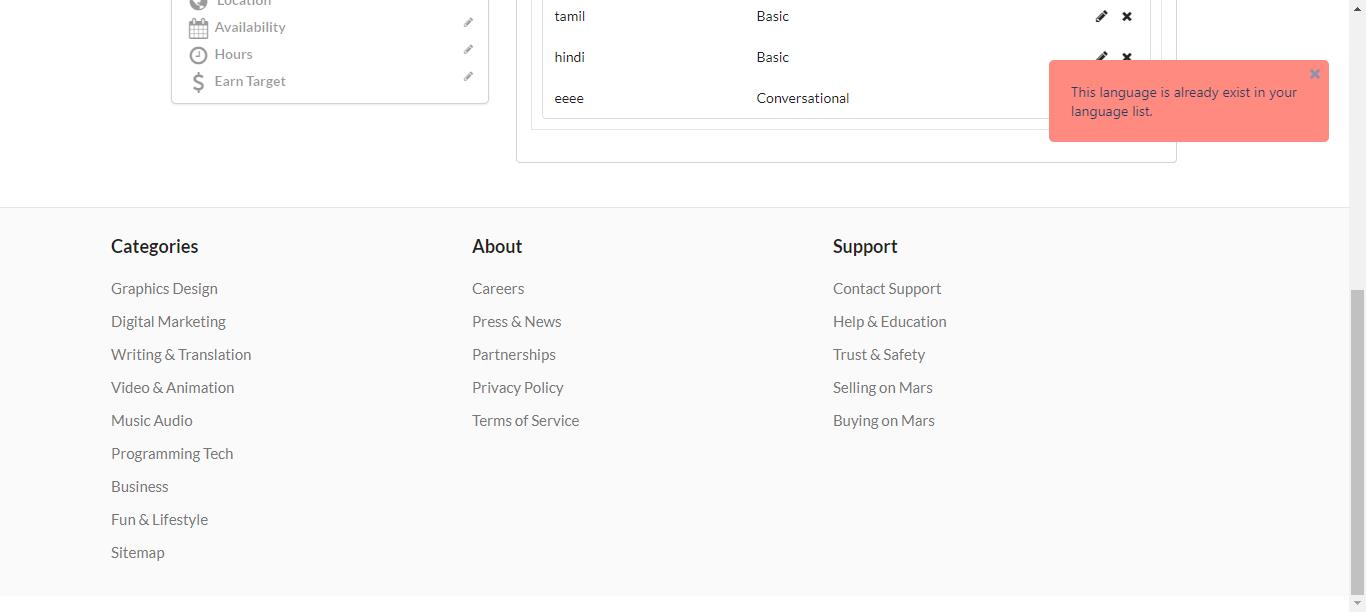 Location
Availability
Hours
Earn Target
tamil Basic
hindi Basic
eeee Conversational
This language is already exist in your
language list.
Categories
Graphics Design
Digital Marketing
Writing & Translation
Video & Animation
Music Audio
Programming Tech
Business
Fun & Lifestyle
Sitemap
About
Careers
Press & News
Partnerships
Privacy Policy
Terms of Service
Support
Contact Support
Help & Education
Trust & Safety
Selling on Mars
Buying on Mars